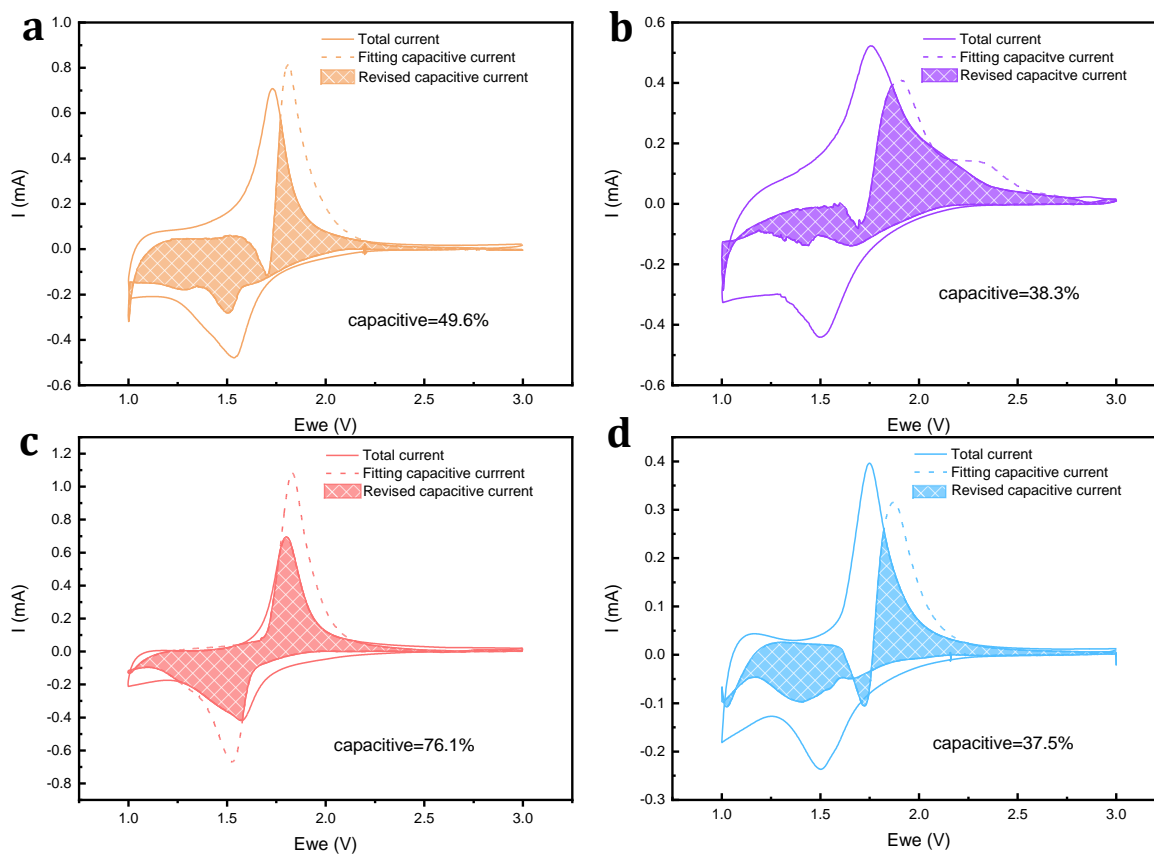 a
1.0
0.8
0.6
0.4
0.2
0.0
-0.2
-0.4
-0.6
I (mA)
Total current
Fitting capacitive current
Revised capacitive current
capacitive=49.6%
1.0 1.5 2.0 2.5 3.0
Ewe (V)
b
0.6
0.4
0.2
0.0
-0.2
-0.4
-0.6
I (mA)
Total current
Fitting capacitive current
Revised capacitve current
capacitive=38.3%
1.0 1.5 2.0 2.5 3.0
Ewe (V)
c
1.2
1.0
0.8
0.6
0.4
0.2
0.0
-0.2
-0.4
-0.6
-0.8
I (mA)
Total current
Fitting capacitive currrent
Revised capacitive current
capacitive=76.1%
1.0 1.5 2.0 2.5 3.0
Ewe (V)
d
0.4
0.3
0.2
0.1
0.0
-0.1
-0.2
-0.3
I (mA)
Total current
Fitting capacitive current
Revised capacitive current
capacitive=37.5%
1.0 1.5 2.0 2.5 3.0
Ewe (V)